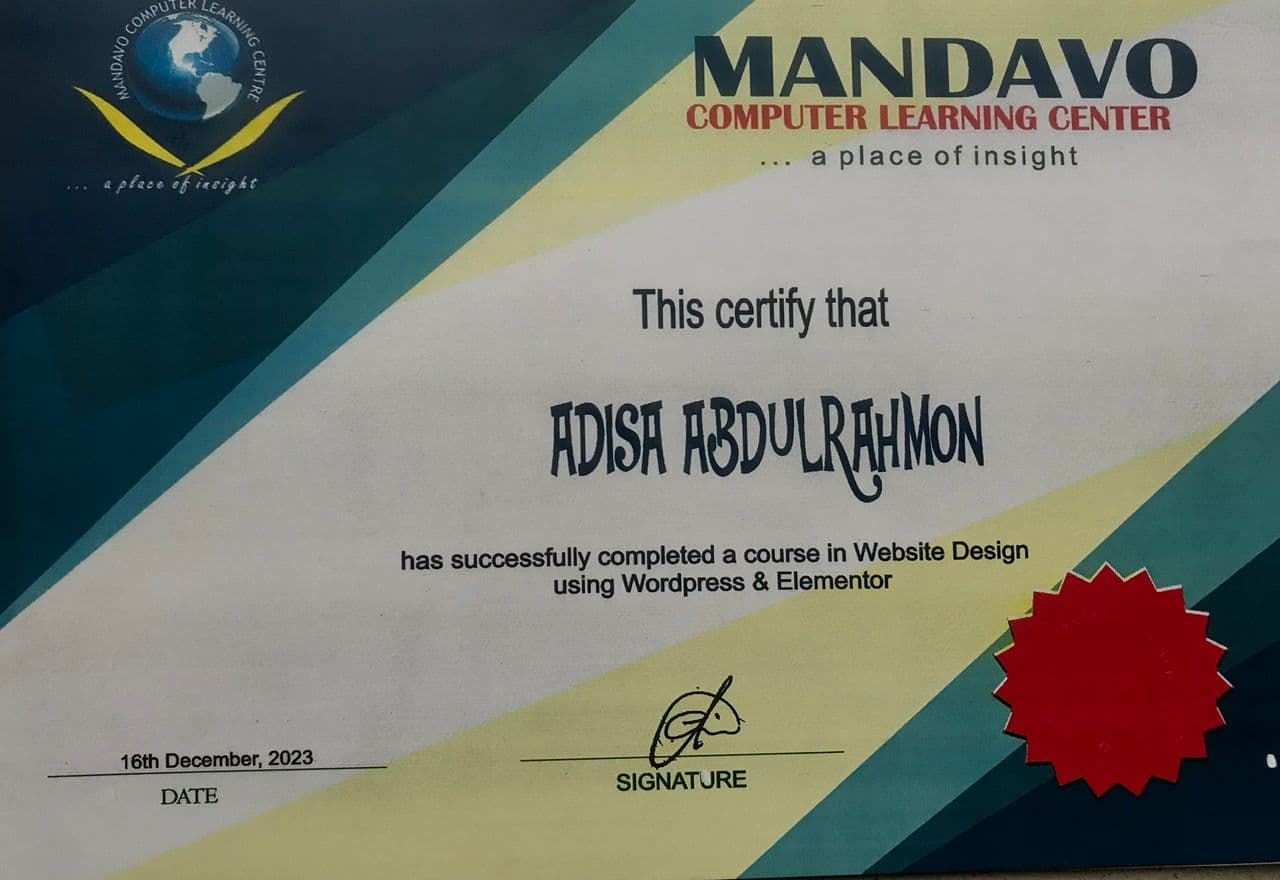 MANDAVO COMPUTER LEARNING CENTRE
... a place of insight
MANDAVO
COMPUTER LEARNING CENTER
... a place of insight
This certify that
ADISA ABDULRAHMON
has successfully completed a course in Website Design
using Wordpress & Elementor
16th December, 2023
DATE
SIGNATURE